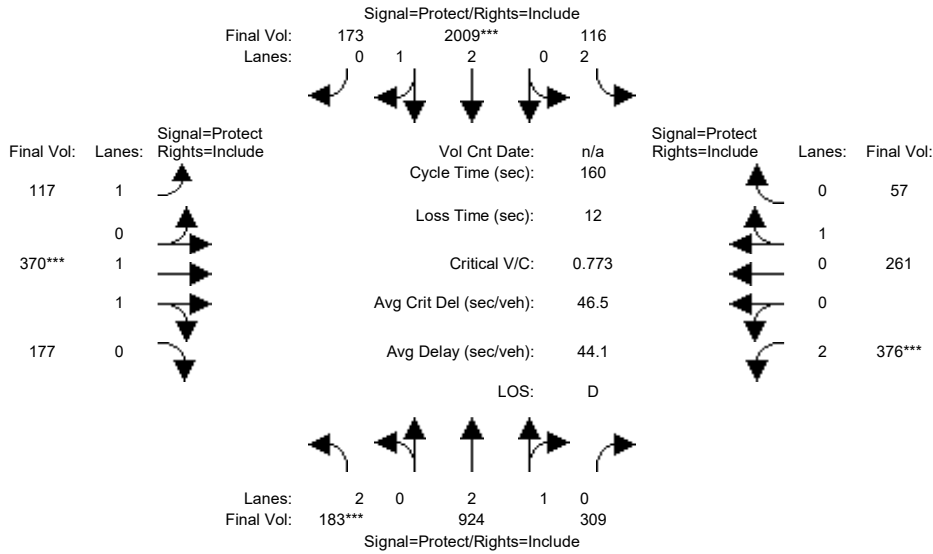 Signal=Protect/Rights=Include
Final Vol: 173 2009*** 116
Lanes: 0 1 2 0 2
Signal=Protect
Final Vol: Lanes: Rights=Include
Vol Cnt Date: n/a
Signal=Protect
Rights=Include Lanes: Final Vol:
Cycle Time (sec): 160
117 1
0 57
Loss Time (sec): 12
0
1
370*** 1
Critical V/C: 0.773
0 261
1
Avg Crit Del (sec/veh): 46.5
0
177 0
Avg Delay (sec/veh): 44.1
2 376***
LOS: D
Lanes: 2 0 2 1 0
Final Vol: 183*** 924 309
Signal=Protect/Rights=Include